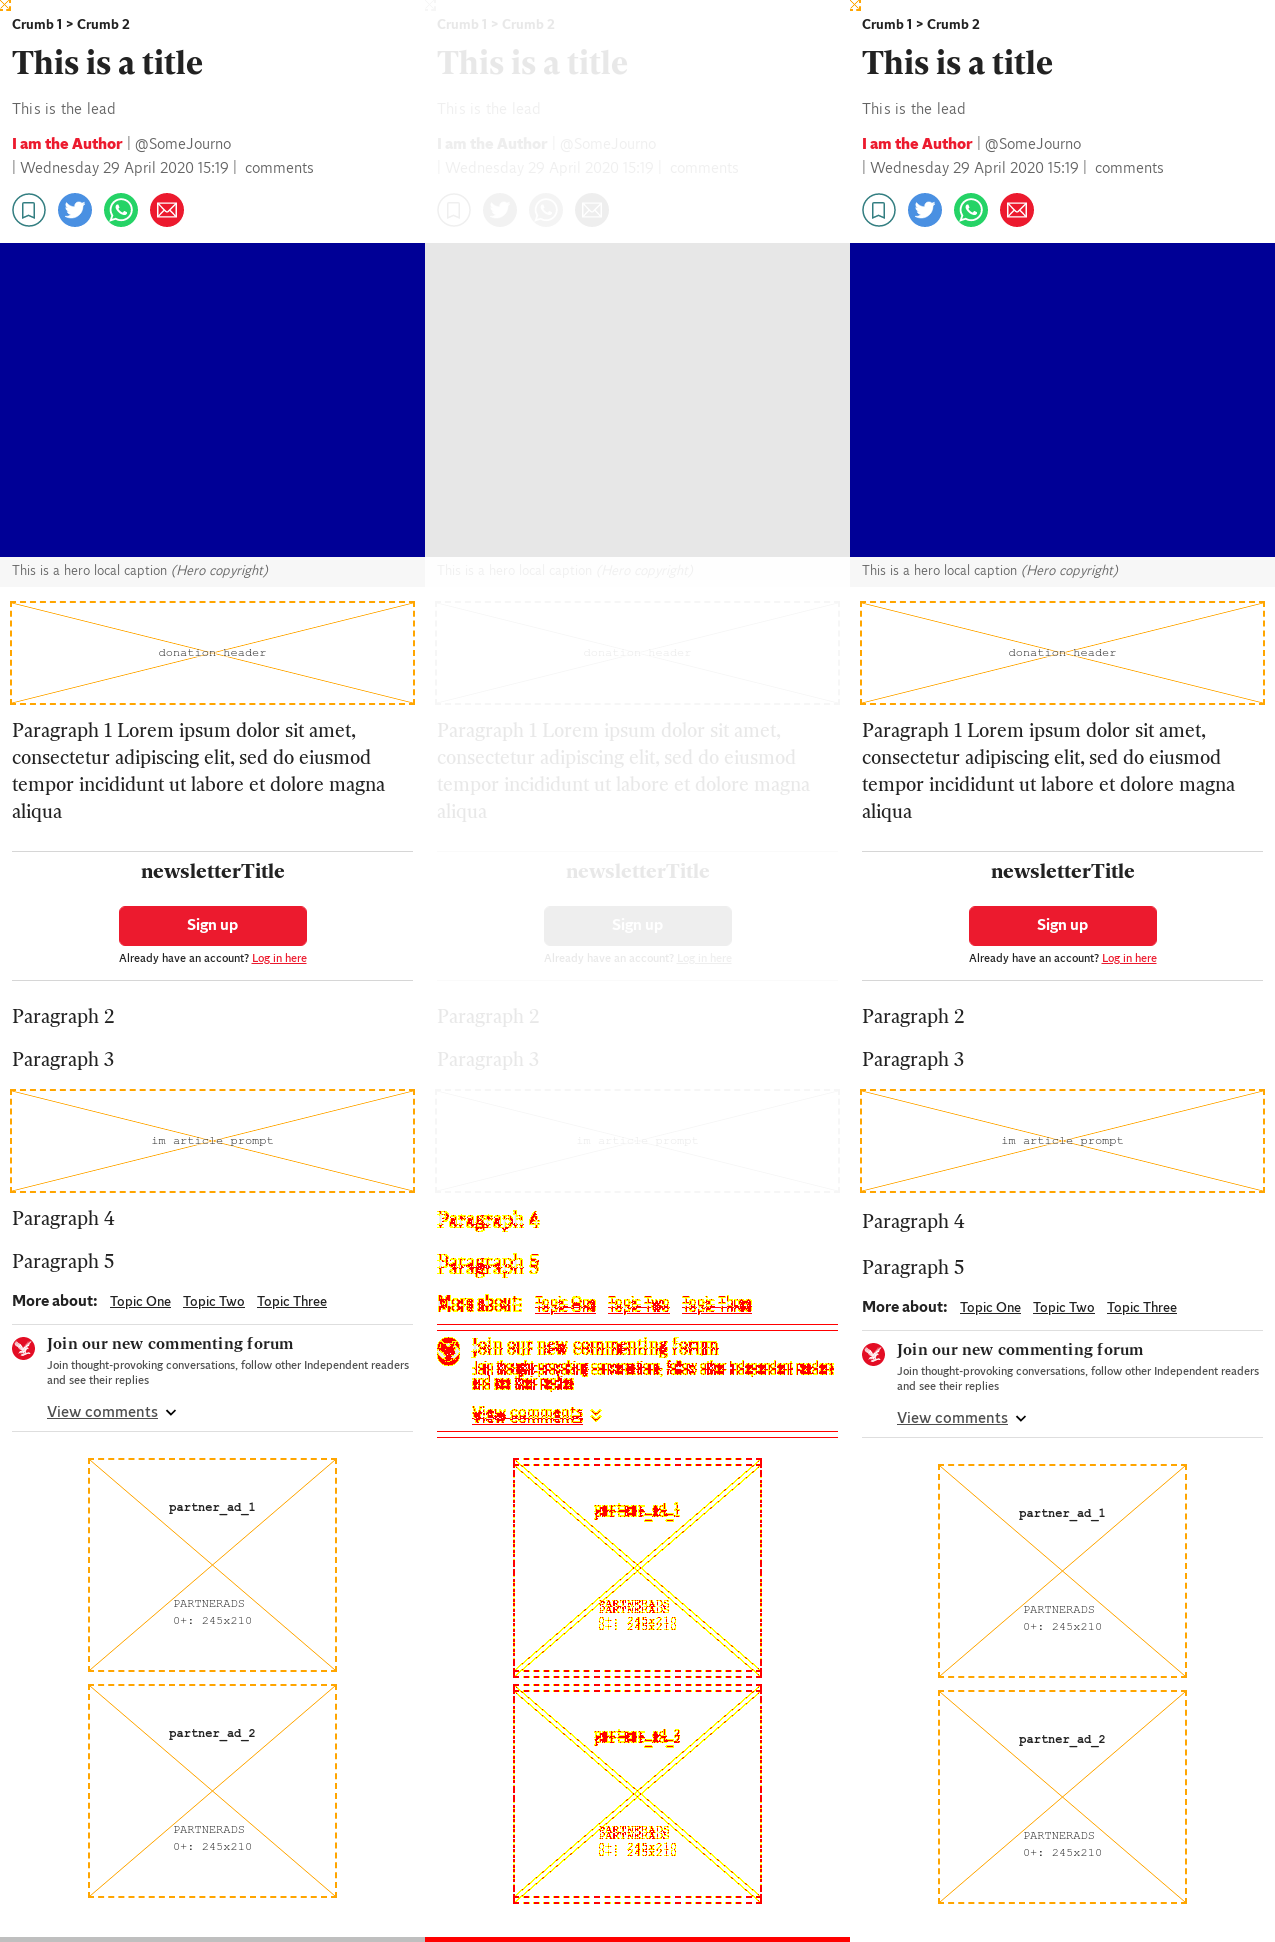 Crumb 1 > Crumb 2
This is a title
This is the lead
I am the Author | @SomeJourno
| Wednesday 29 April 2020 15:19 | comments
This is a hero local caption (Hero copyright)
donation header
Paragraph 1 Lorem ipsum dolor sit amet,
consectetur adipiscing elit, sed do eiusmod
tempor incididunt ut labore et dolore magna
aliqua
newsletterTitle
Sign up
Already have an account? Log in here
Paragraph 2
Paragraph 3
im article prompt
Paragraph 4
Paragraph 5
More about: Topic One Topic Two Topic Three
Join our new commenting forum
Join thought-provoking conversations, follow other Independent readers
and see their replies
View comments
partner_ad_1
PARTNERADS
0+: 245x210
partner_ad_2
PARTNERADS
0+: 245x210
Crumb 1 > Crumb 2
This is a title
This is the lead
I am the Author | @SomeJourno
| Wednesday 29 April 2020 15:19 | comments
This is a hero local caption (Hero copyright)
donation header
Paragraph 1 Lorem ipsum dolor sit amet,
consectetur adipiscing elit, sed do eiusmod
tempor incididunt ut labore et dolore magna
aliqua
newsletterTitle
Sign up
Already have an account? Log in here
Paragraph 2
Paragraph 3
im article prompt
Paragraph 4
Paragraph 5
More about: Topic One Topic Two Topic Three
Join our new commenting forum
View comments
partner_ad_1
PARTNERADS
0+: 245x210
partner_ad_2
PARTNERADS
0+: 245x210
Crumb 1 > Crumb 2
This is a title
This is the lead
I am the Author | @SomeJourno
| Wednesday 29 April 2020 15:19 | comments
This is a hero local caption (Hero copyright)
donation header
Paragraph 1 Lorem ipsum dolor sit amet,
consectetur adipiscing elit, sed do eiusmod
tempor incididunt ut labore et dolore magna
aliqua
newsletterTitle
Sign up
Already have an account? Log in here
Paragraph 2
Paragraph 3
im article prompt
Paragraph 4
Paragraph 5
More about: Topic One Topic Two Topic Three
Join our new commenting forum
Join thought-provoking conversations, follow other Independent readers
and see their replies
View comments
partner_ad_1
PARTNERADS
0+: 245x210
partner_ad_2
PARTNERADS
0+: 245x210